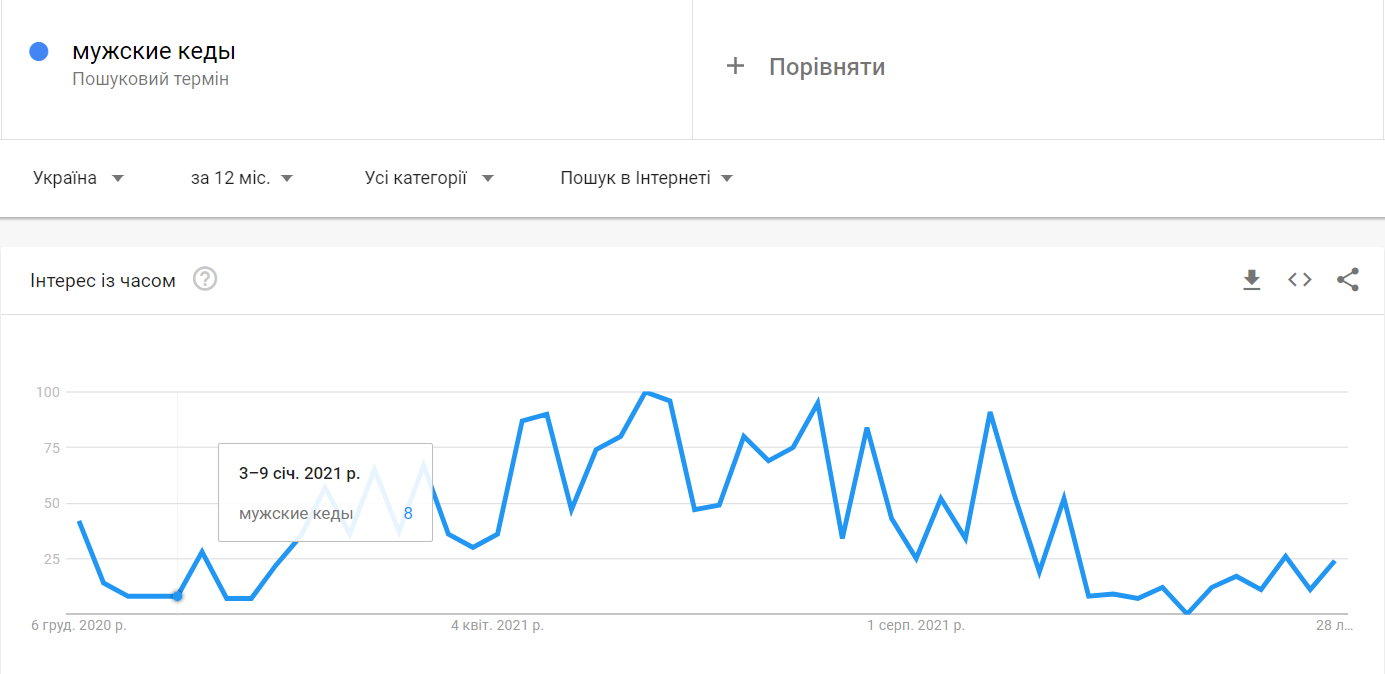 мужские кеды
Пошуковий термін
+ Порівняти
Україна
за 12 міс.
Усі категорії
Пошук в Інтернеті
Інтерес із часом
?
100
75
50
25
3–9 січ. 2021 р.
мужские кеды 8
6 груд. 2020 р.
4 квіт. 2021 р.
1 серп. 2021 р.
28 л...